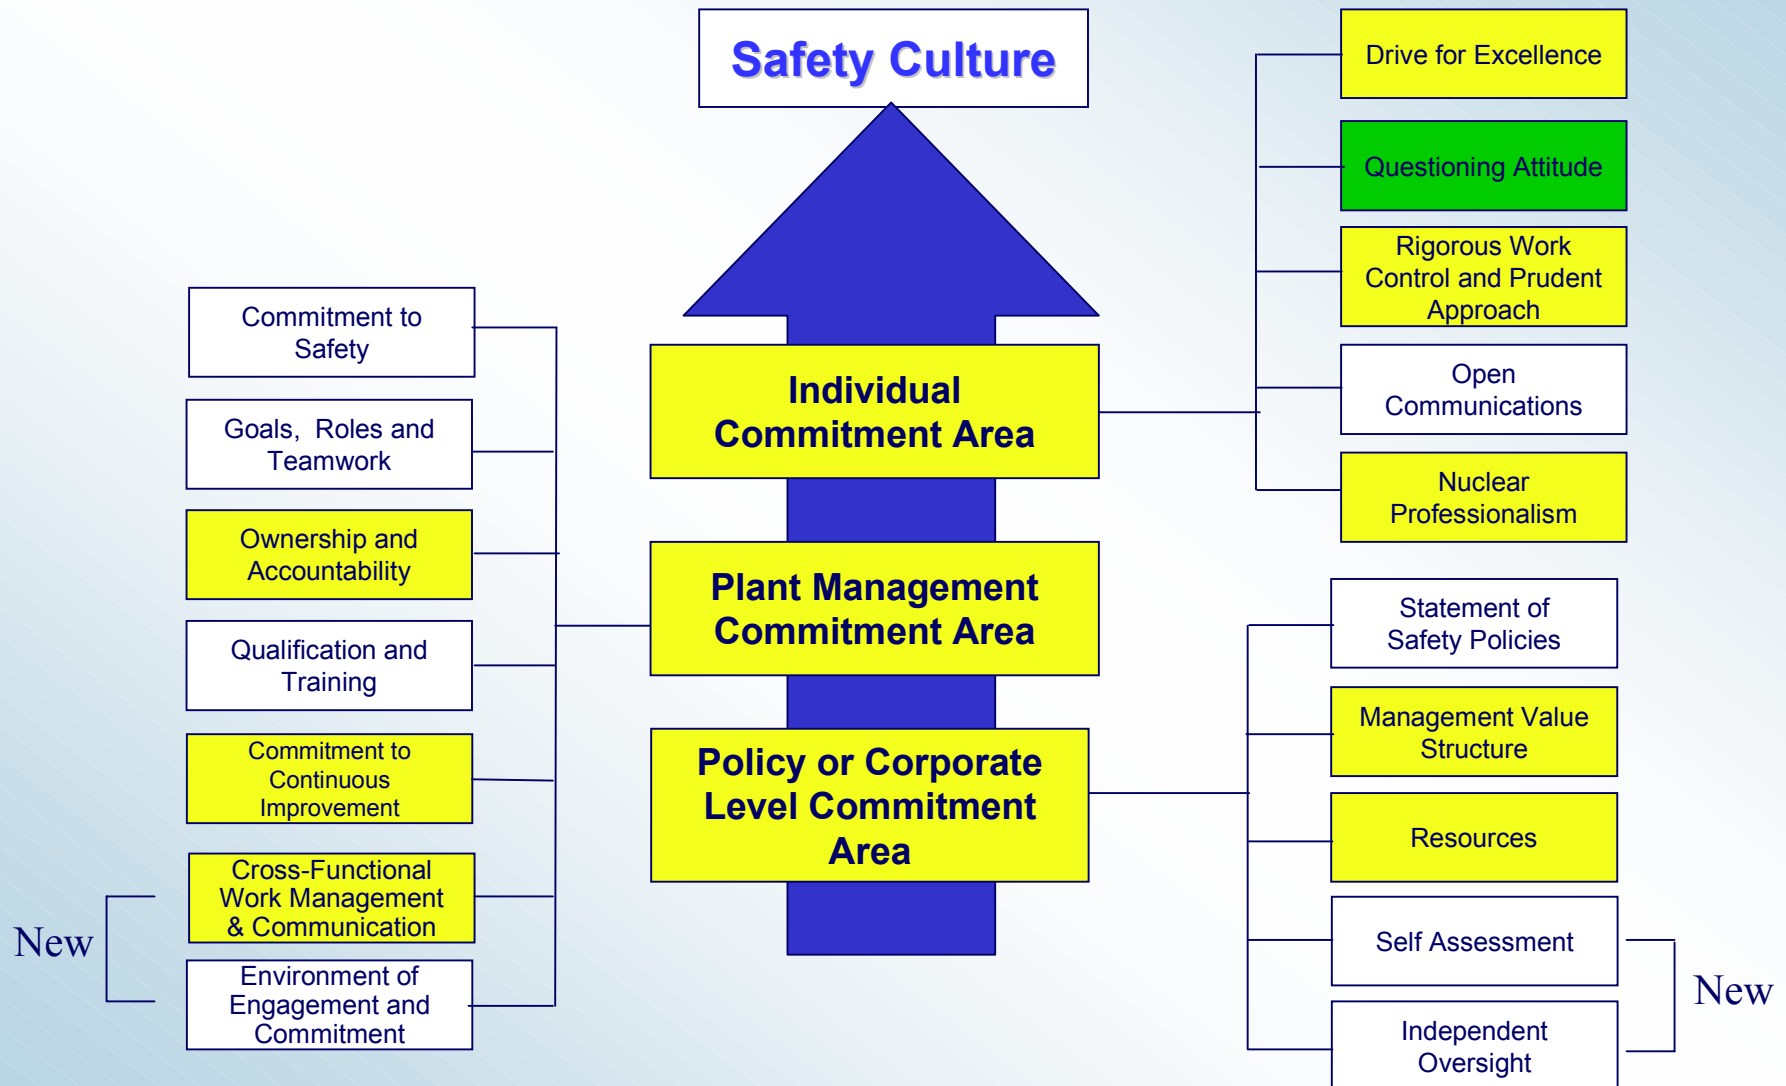 Safety Culture
Individual
Commitment Area
Plant Management
Commitment Area
Policy or Corporate
Level Commitment
Area
Commitment to
Safety
Goals, Roles and
Teamwork
Ownership and
Accountability
Qualification and
Training
Commitment to
Continuous
Improvement
Cross-Functional
Work Management
& Communication
Environment of
Engagement and
Commitment
New
Drive for Excellence
Questioning Attitude
Rigorous Work
Control and Prudent
Approach
Open
Communications
Nuclear
Professionalism
Statement of
Safety Policies
Management Value
Structure
Resources
Self Assessment
Independent
Oversight
New